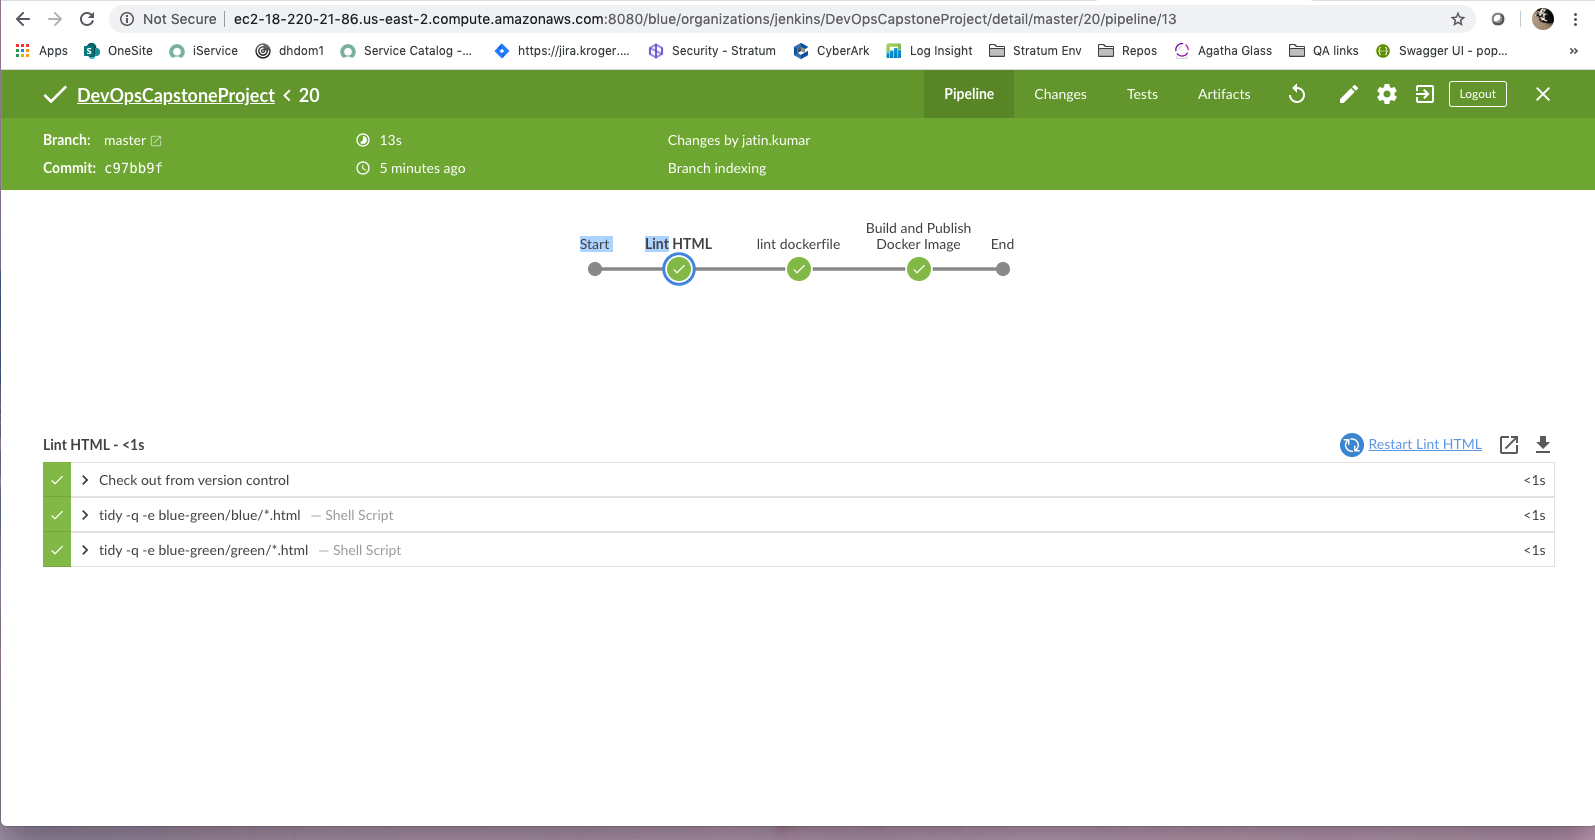 Not Secure ec2-18-220-21-86.us-east-2.compute.amazonaws.com:8080/blue/organizations/jenkins/DevOpsCapstoneProject/detail/master/20/pipeline/13
Apps OneSite iService dhdom1 Service Catalog -... https://jira.kroger.... Security - Stratum CyberArk Log Insight Stratum Env Repos Agatha Glass QA links Swagger UI - pop... »
DevOpsCapstoneProject < 20 Pipeline Changes Tests Artifacts Logout
Branch: master 13s Changes by jatin.kumar
Commit: c97bb9f 5 minutes ago Branch indexing
Build and Publish
Start Lint HTML lint dockerfile Docker Image End
Lint HTML - <1s Restart Lint HTML
Check out from version control <1s
tidy -q -e blue-green/blue/*.html — Shell Script <1s
tidy -q -e blue-green/green/*.html — Shell Script <1s